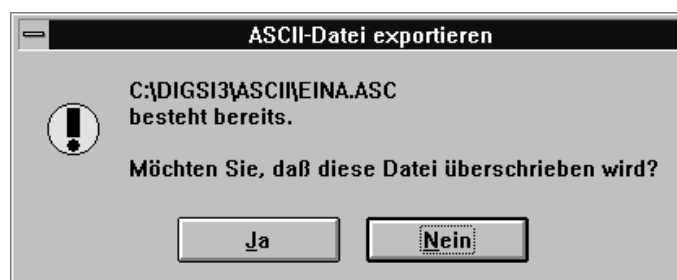 ASCII-Datei exportieren
C:\DIGSI3\ASCII\EINA.ASC
besteht bereits.
Möchten Sie, daß diese Datei überschrieben wird?
Ja
Nein